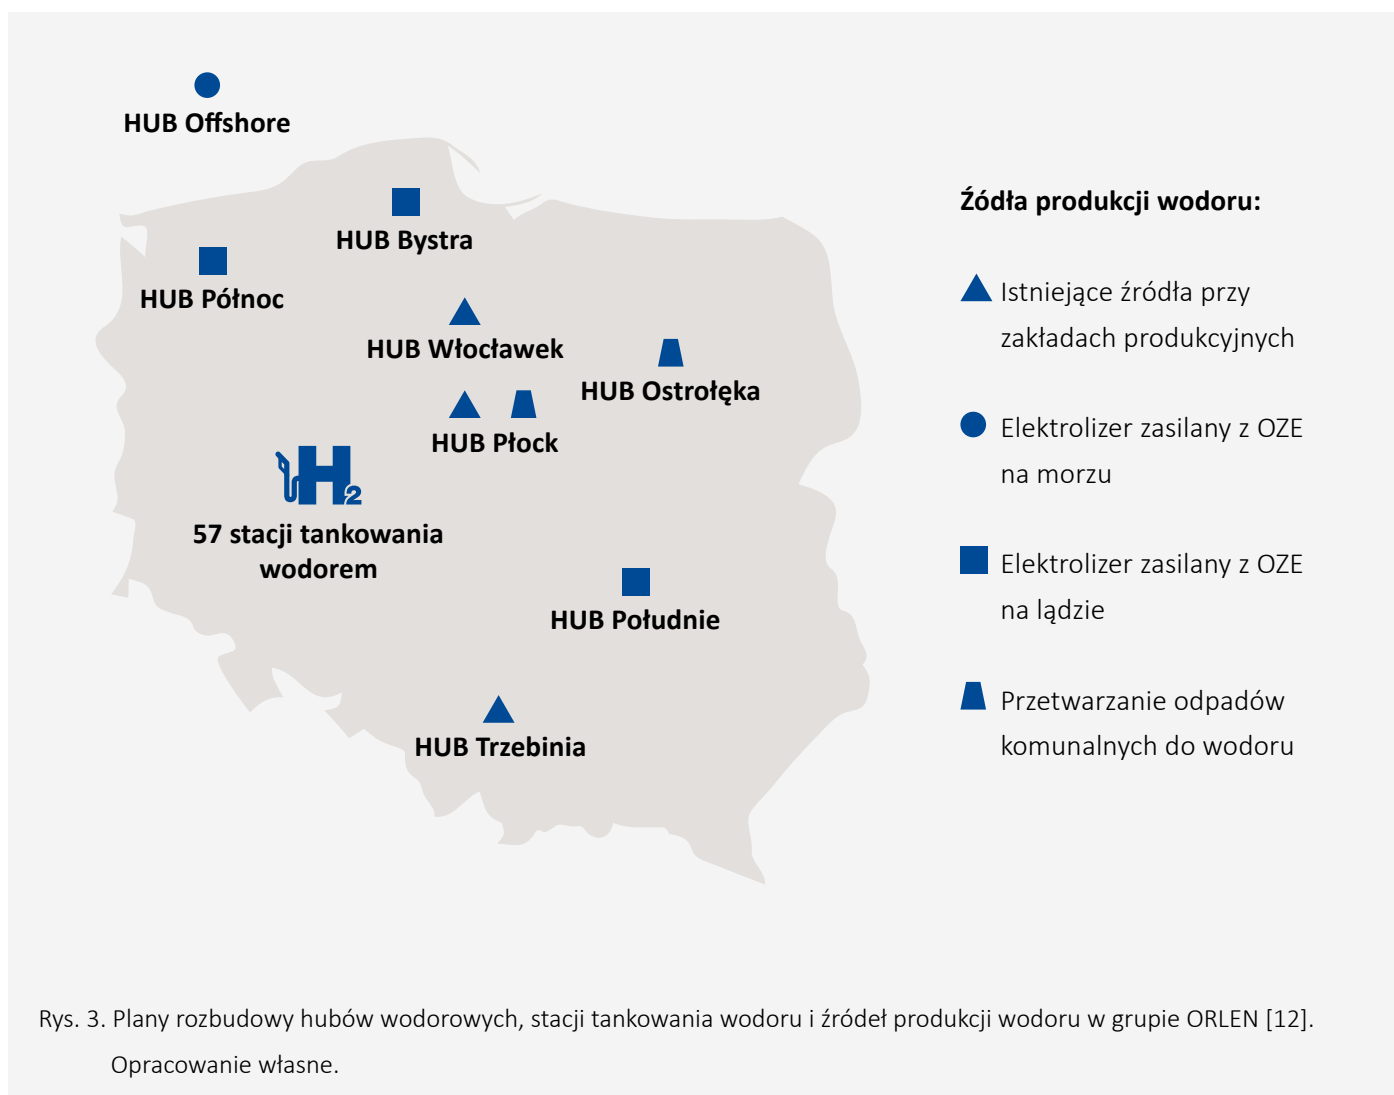 HUB Offshore
HUB Bystra
HUB Północ
HUB Włocławek
HUB Ostrołęka
HUB Płock
H2
57 stacji tankowania
wodorem
HUB Południe
HUB Trzebinia
Źódła produkcji wodoru:
Istniejące źródła przy
zakładach produkcyjnych
Elektrolizer zasilany z OZE
na morzu
Elektrolizer zasilany z OZE
na lądzie
Przetwarzanie odpadów
komunalnych do wodoru
Rys. 3. Plany rozbudowy hubów wodorowych, stacji tankowania wodoru i źródeł produkcji wodoru w grupie ORLEN [12].
Opracowanie własne.